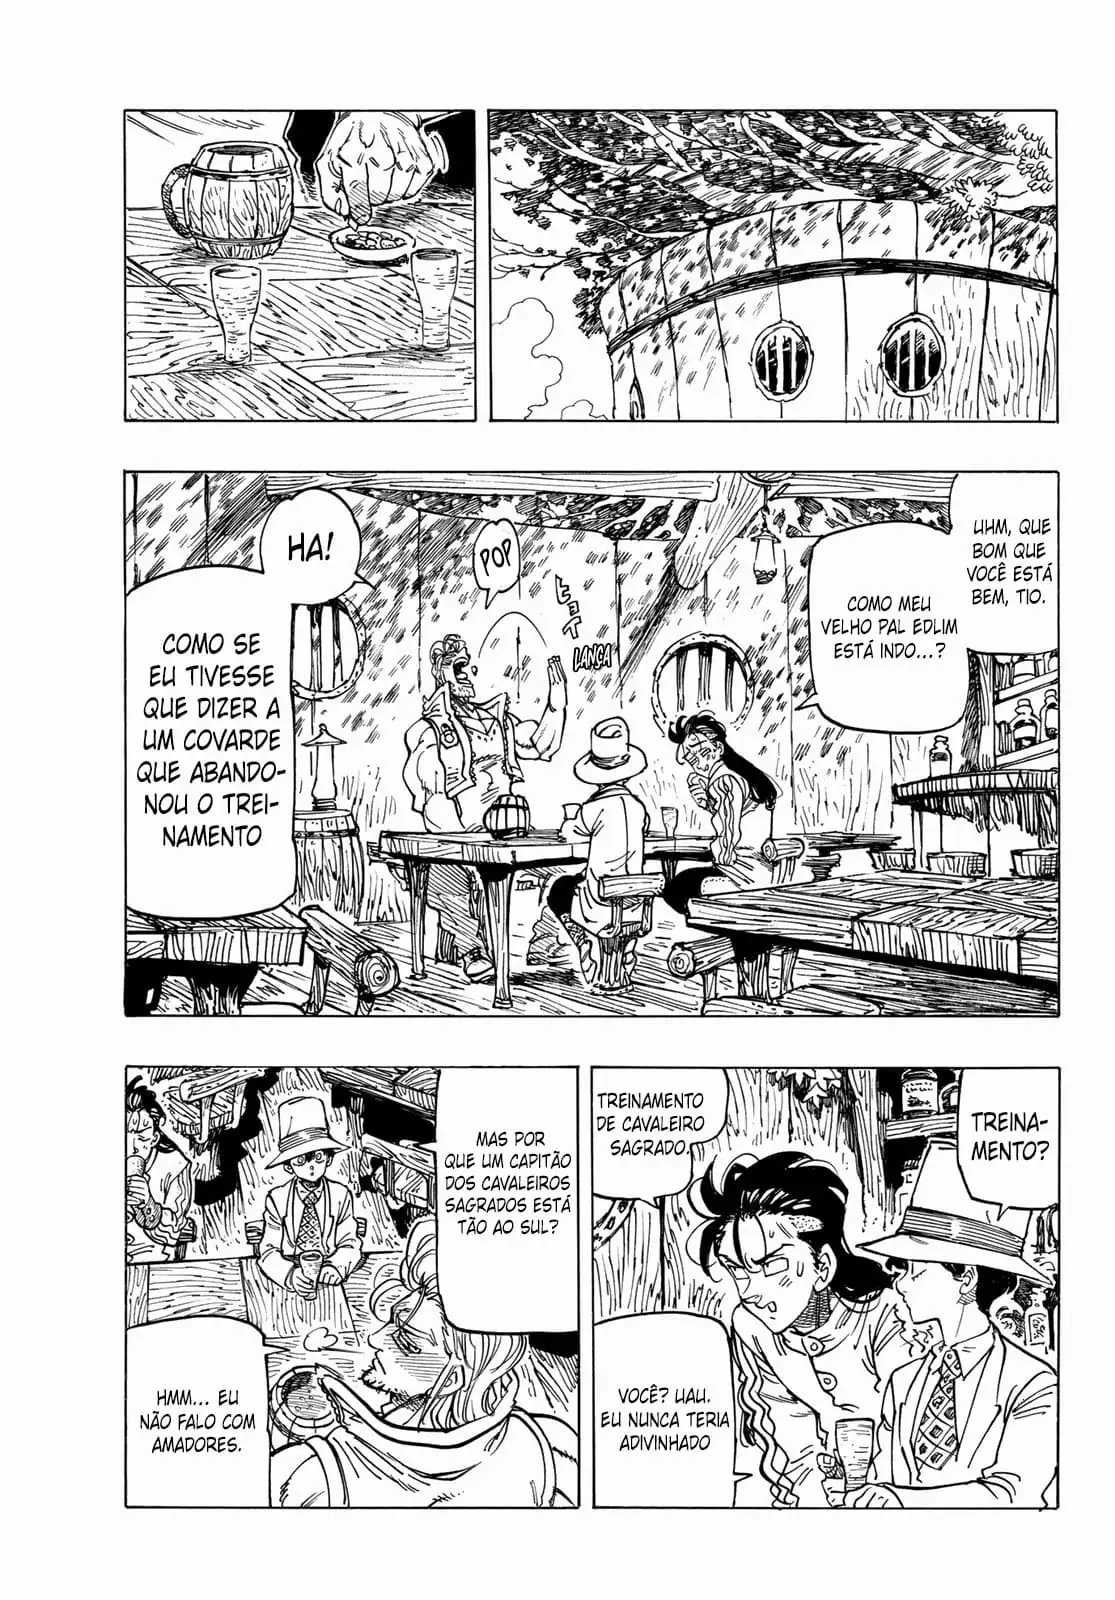 UHM, QUE
BOM QUE
VOCÊ ESTÁ
BEM, TIO.
COMO MEU
VELHO PAL EDLIM
ESTÁ INDO...?
POP
ヒョイ
LANÇA
HA!
COMO SE
EU TIVESSE
QUE DIZER A
UM COVARDE
QUE ABANDO-
NOU O TREI-
NAMENTO
TREINA-
MENTO?
TREINAMENTO
DE CAVALEIRO
SAGRADO.
VOCÊ? UAU.
EU NUNCA TERIA
ADIVINHADO
MAS POR
QUE UM CAPITÃO
DOS CAVALEIROS
SAGRADOS ESTÁ
TÃO AO SUL?
HMM... EU
NÃO FALO COM
AMADORES.